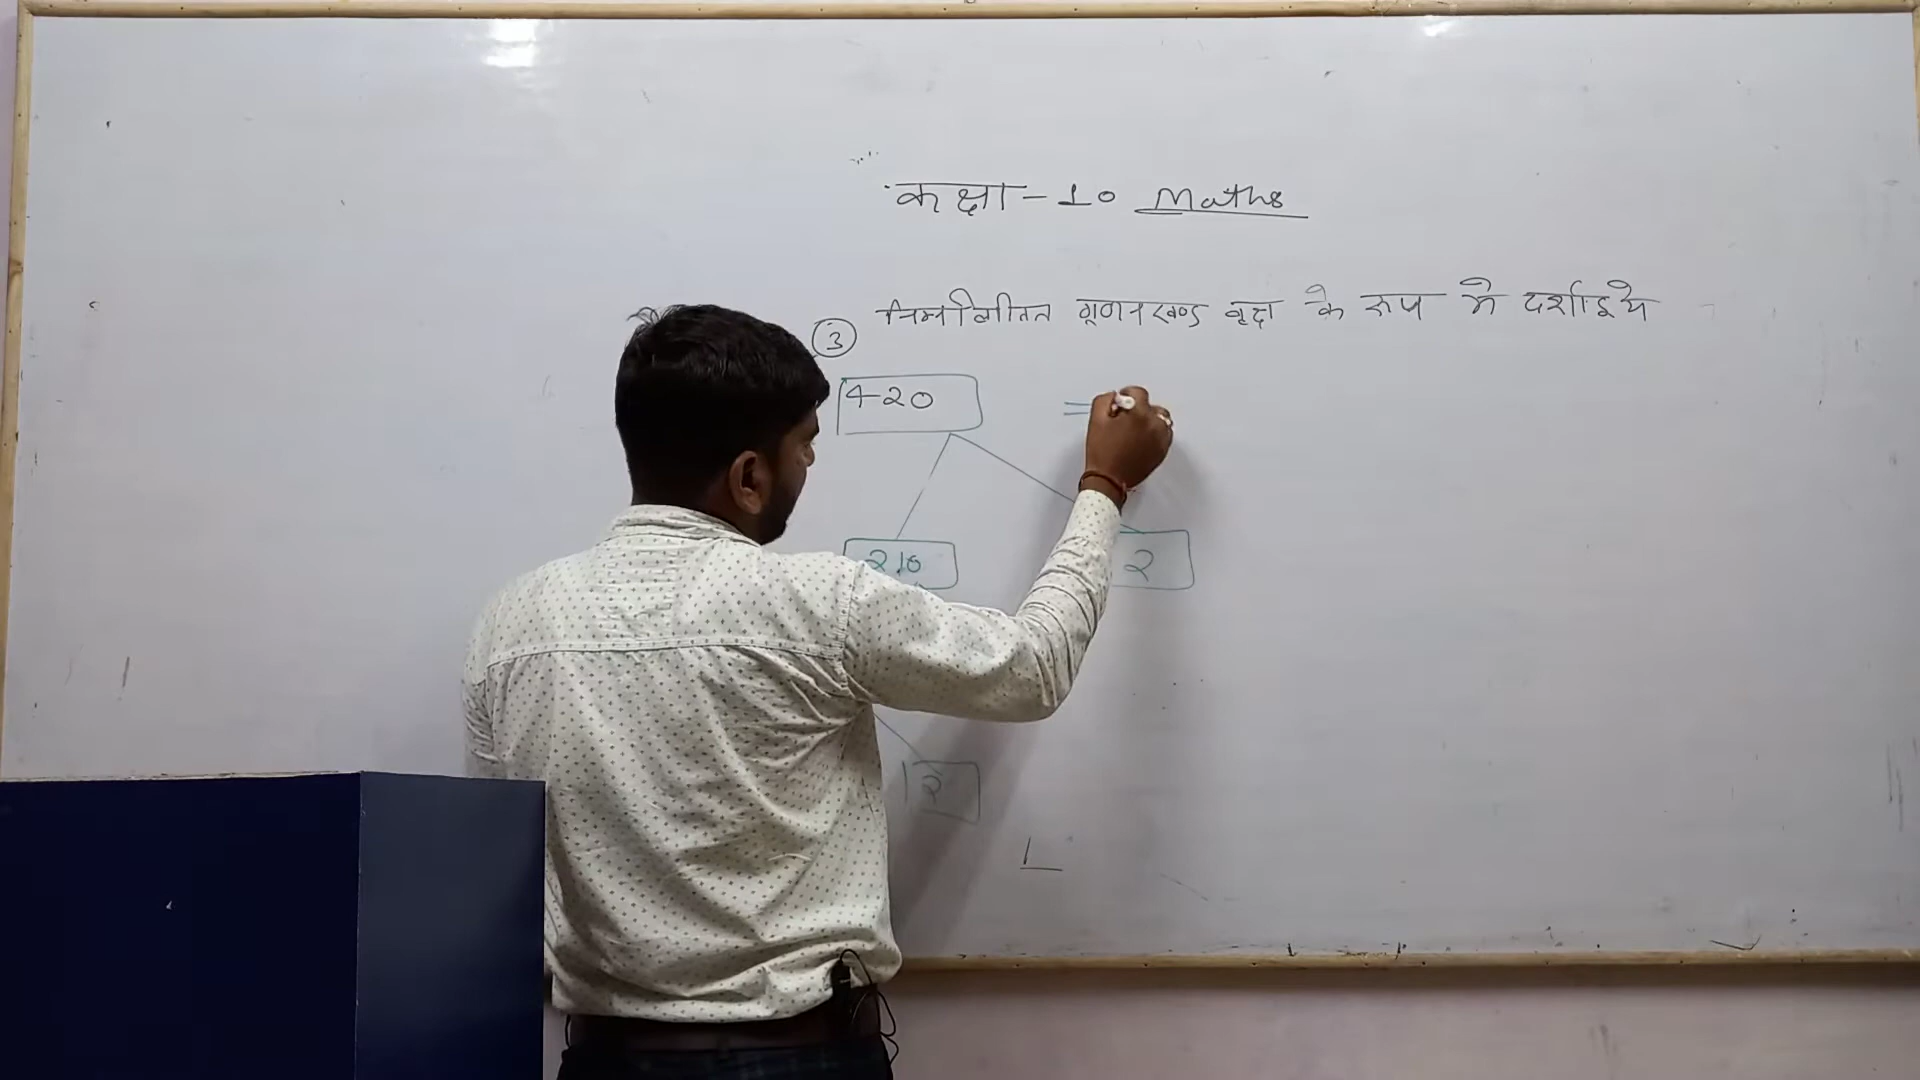 कक्षा - 10 Maths
③ निम्नलिखित गुणनखण्ड वृक्ष के रूप मे दर्शाइये
420 =
210 2
2